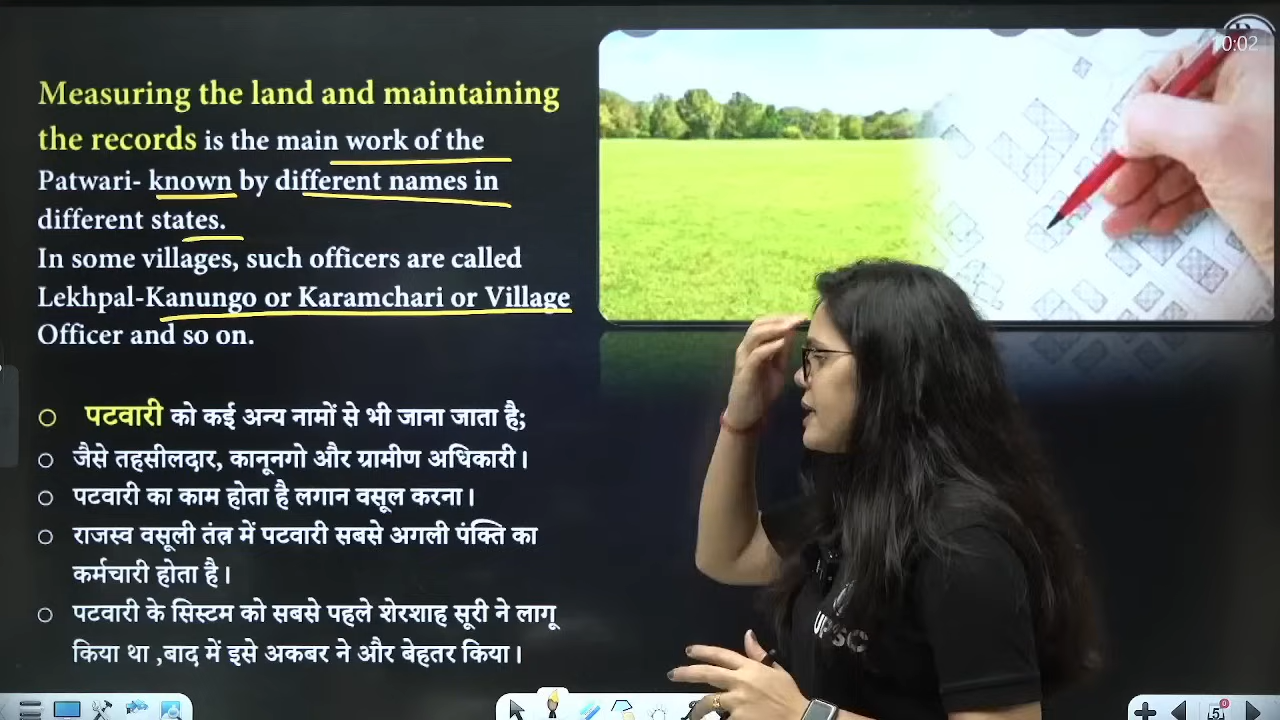 10:02
Measuring the land and maintaining
the records is the main work of the
Patwari- known by different names in
different states.
In some villages, such officers are called
Lekhpal-Kanungo or Karamchari or Village
Officer and so on.
पटवारी को कई अन्य नामों से भी जाना जाता है;
जैसे तहसीलदार, कानूनगो और ग्रामीण अधिकारी।
पटवारी का काम होता है लगान वसूल करना।
राजस्व वसूली तंत्र में पटवारी सबसे अगली पंक्ति का
कर्मचारी होता है।
पटवारी के सिस्टम को सबसे पहले शेरशाह सूरी ने लागू
किया था ,बाद में इसे अकबर ने और बेहतर किया।
UPSC
5
0